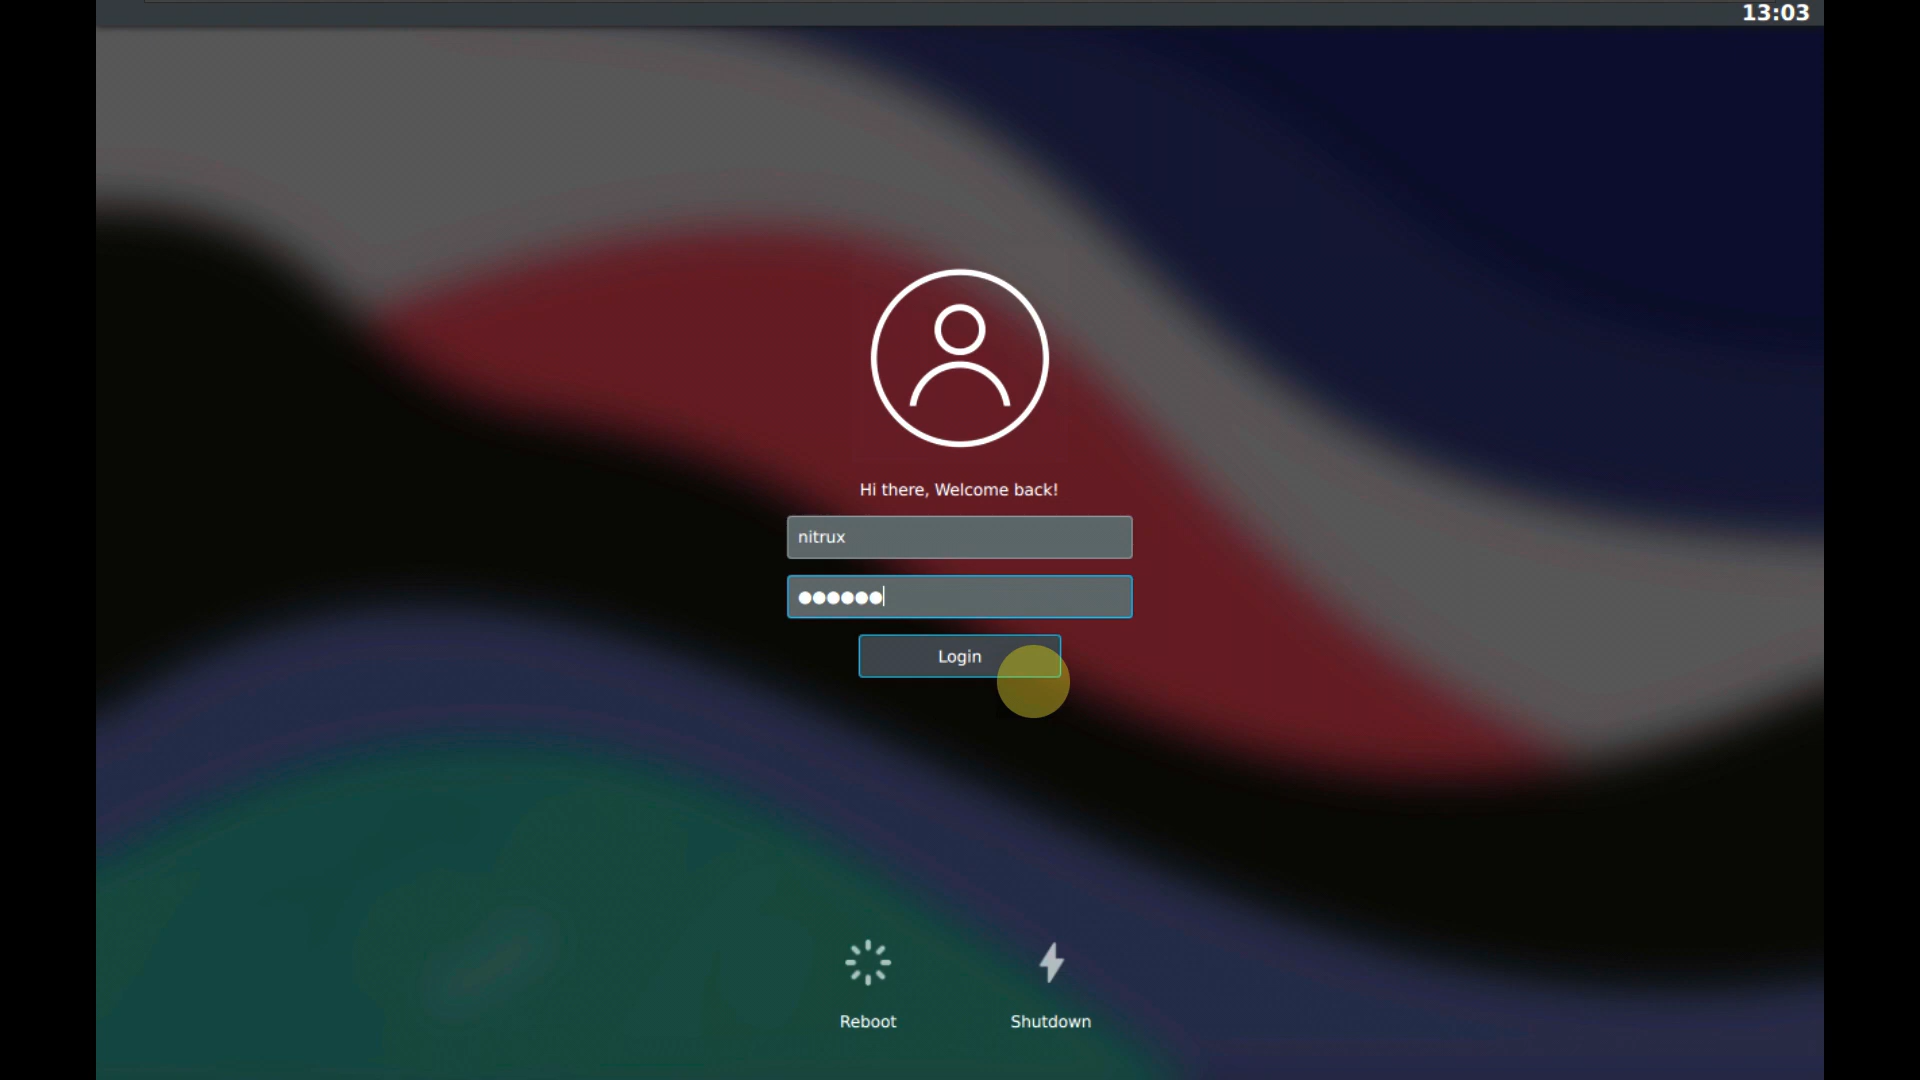 13:03
Hi there, Welcome back!
nitrux
●●●●●●
Login
Reboot
Shutdown